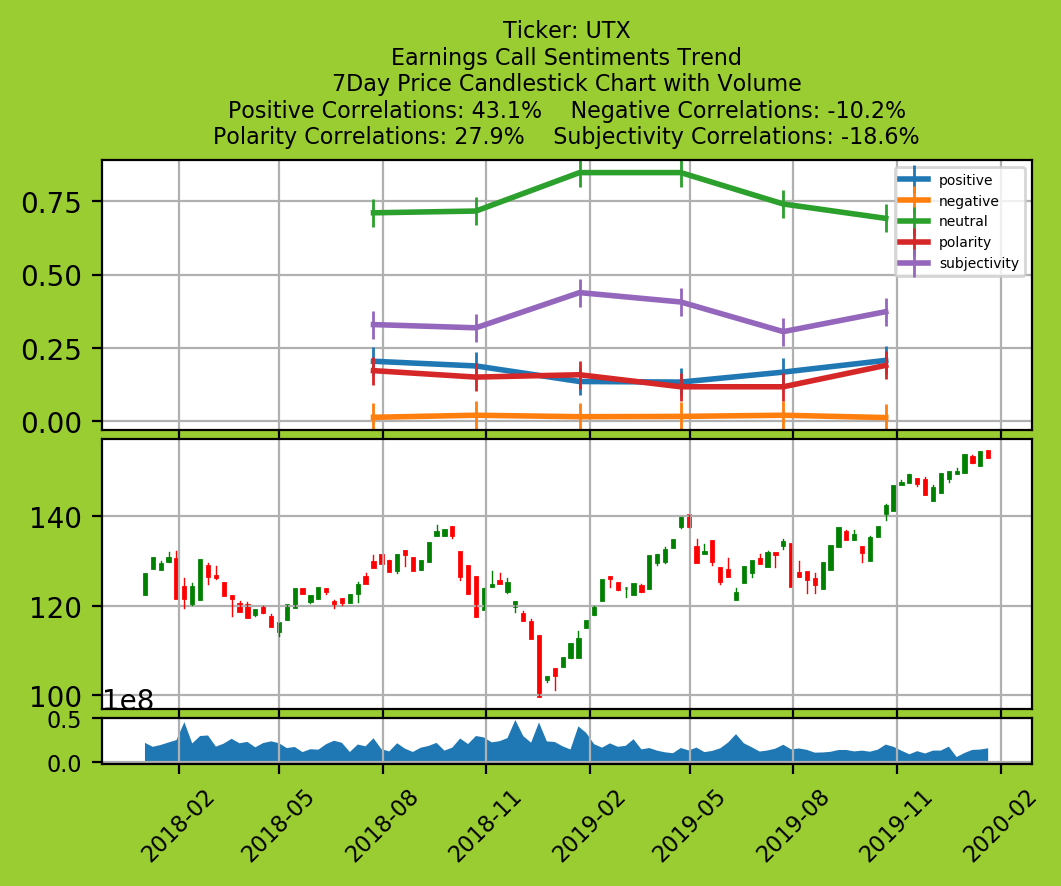 Ticker: UTX
Earnings Call Sentiments Trend
7Day Price Candlestick Chart with Volume
Positive Correlations: 43.1%    Negative Correlations: -10.2%
Polarity Correlations: 27.9%    Subjectivity Correlations: -18.6%
0.75
0.50
0.25
0.00
positive
negative
neutral
polarity
subjectivity
140
120
100
1e8
0.5
0.0
2018-02
2018-05
2018-08
2018-11
2019-02
2019-05
2019-08
2019-11
2020-02